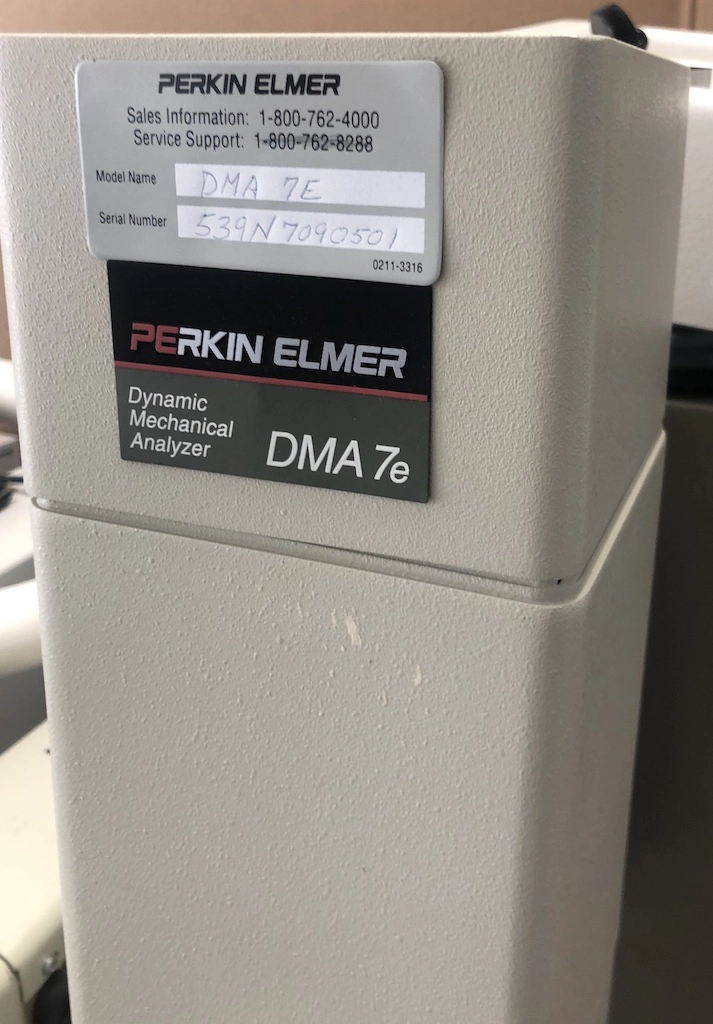 PERKIN ELMER
Sales Information: 1-800-762-4000
Service Support: 1-800-762-8288
Model Name DMA 7E
Serial Number 539N7090501
0211-3316
PERKIN ELMER
Dynamic
Mechanical
Analyzer
DMA 7e